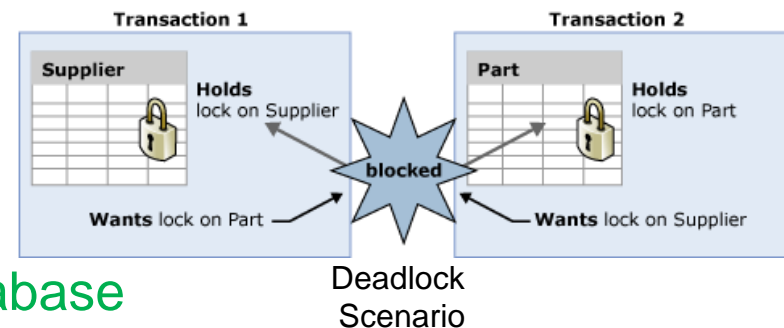 Transaction 1
Transaction 2
Supplier
Holds
lock on Supplier
Part
Holds
lock on Part
blocked
Wants lock on Part
Wants lock on Supplier
Deadlock
Scenario
abase